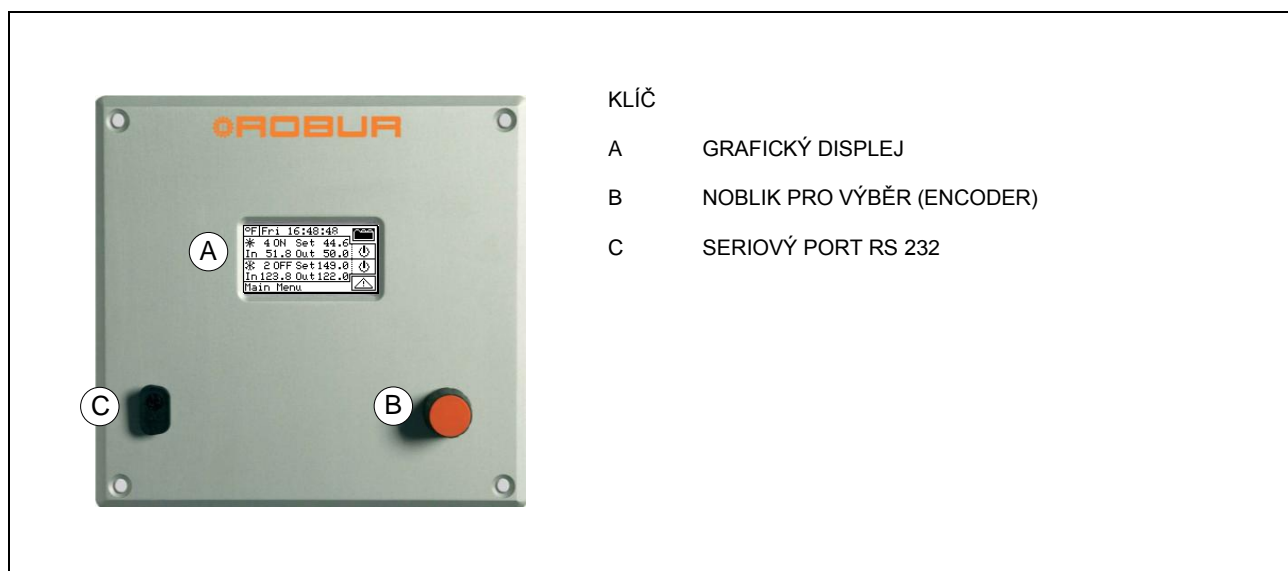 ROBUR
°F Fri 16:48:48
4 ON Set 44.6
In 51.8 Out 50.0
2 OFF Set 149.0
In 123.8 Out 122.0
Main Menu
A
B
C
KLÍČ
A GRAFICKÝ DISPLEJ
B NOBLIK PRO VÝBĚR (ENCODER)
C SERIOVÝ PORT RS 232